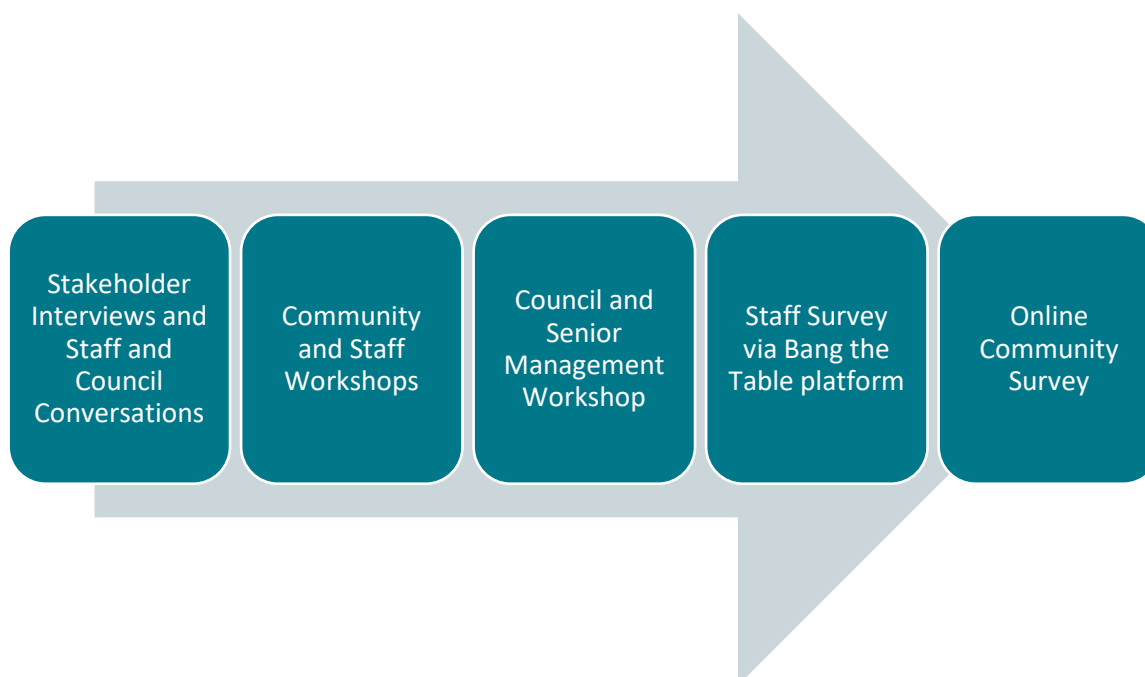 Stakeholder
Interviews and
Staff and
Council
Conversations
Community
and Staff
Workshops
Council and
Senior
Management
Workshop
Staff Survey
via Bang the
Table platform
Online
Community
Survey